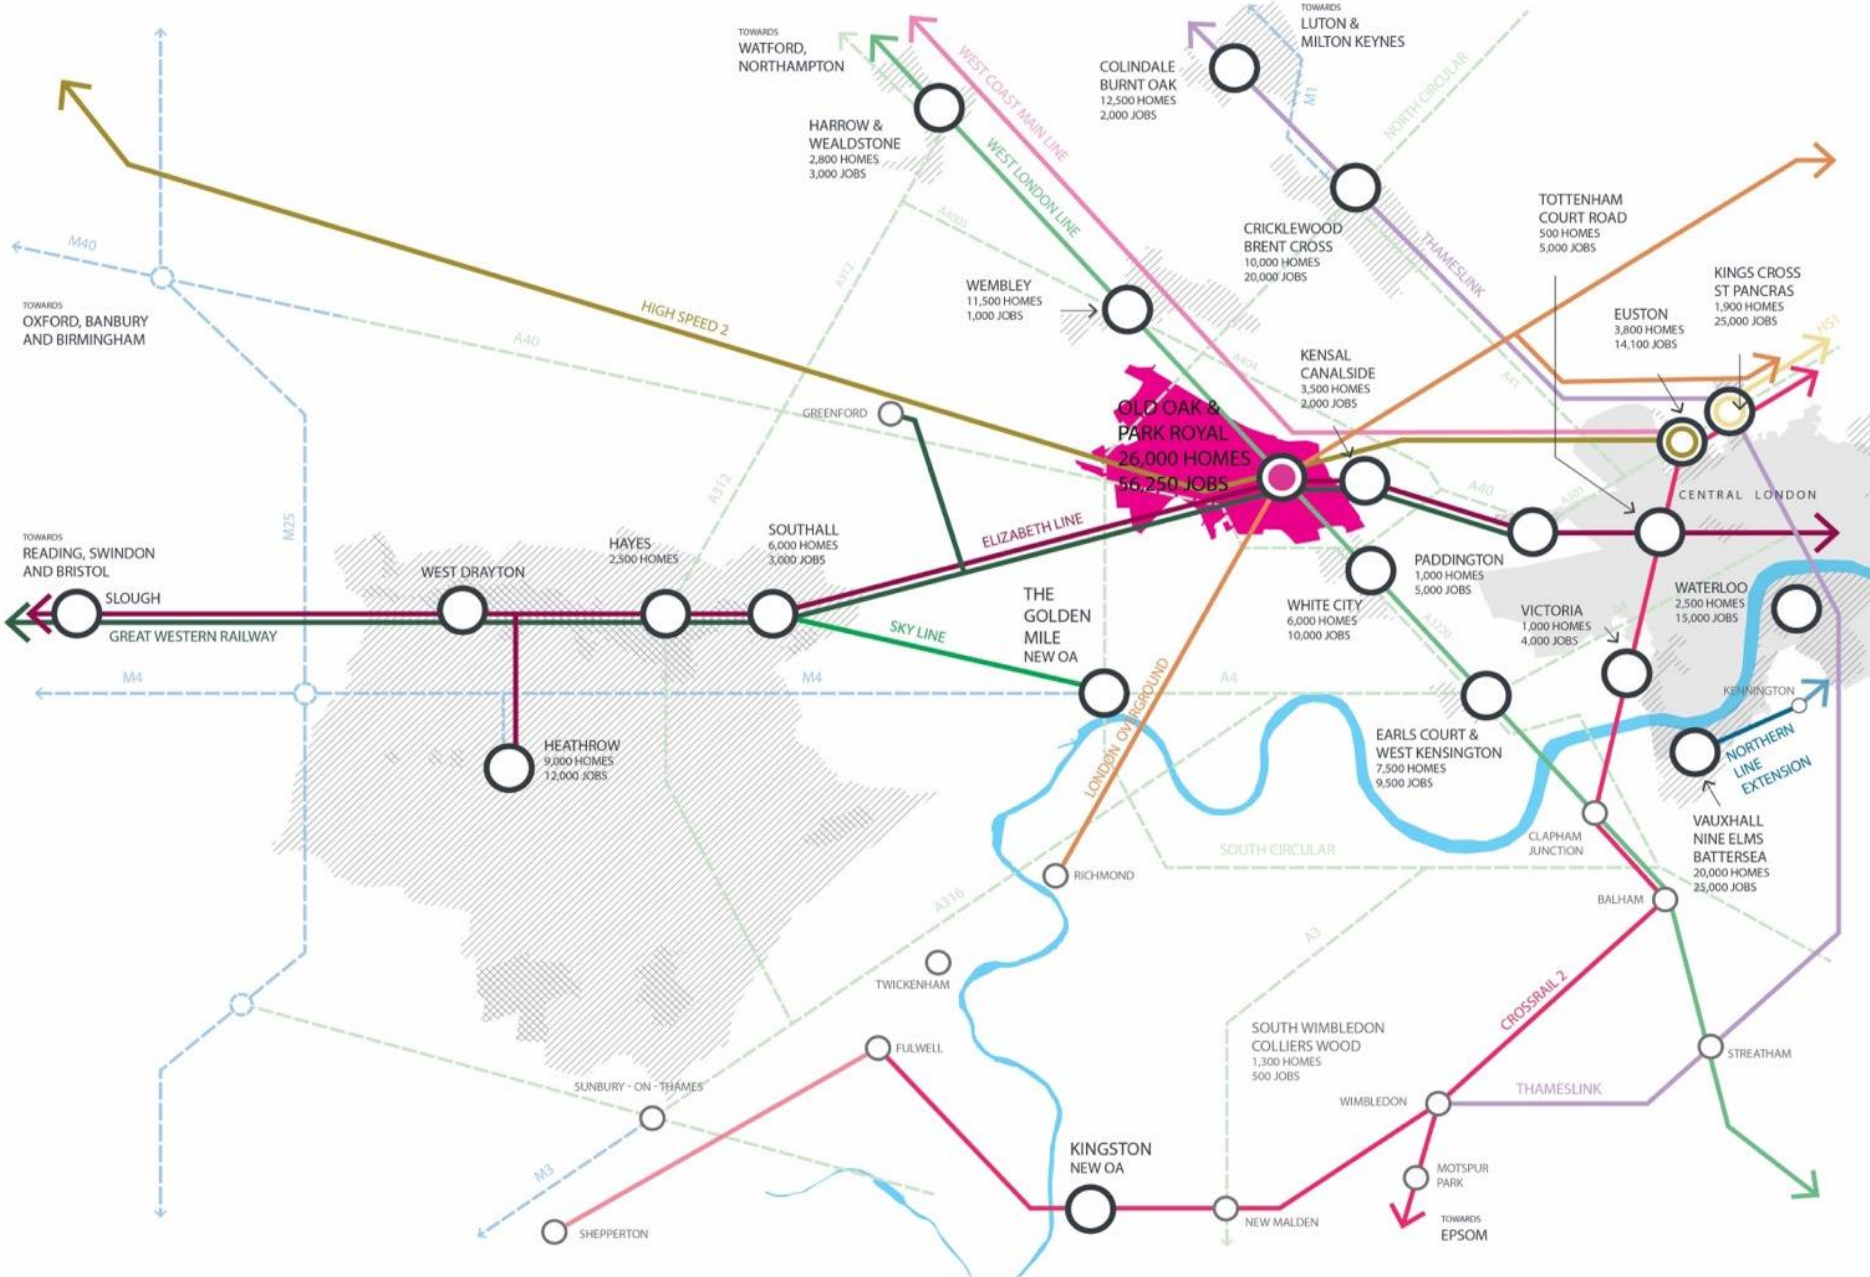 TOWARDS
LUTON &
MILTON KEYNES
TOWARDS
WATFORD,
NORTHAMPTON
WEST COAST MAIN LINE
COLINDALE
BURNT OAK
12,500 HOMES
2,000 JOBS
M1
NORTH CIRCULAR
HARROW &
WEALDSTONE
2,800 HOMES
3,000 JOBS
WEST LONDON LINE
A4005
A312
TOTTENHAM
COURT ROAD
500 HOMES
5,000 JOBS
CRICKLEWOOD
BRENT CROSS
10,000 HOMES
20,000 JOBS
THAMESLINK
M40
KINGS CROSS
ST PANCRAS
1,900 HOMES
25,000 JOBS
WEMBLEY
11,500 HOMES
1,000 JOBS
TOWARDS
OXFORD, BANBURY
AND BIRMINGHAM
HIGH SPEED 2
A40
EUSTON
3,800 HOMES
14,100 JOBS
HS1
KENSAL
CANALSIDE
3,500 HOMES
2,000 JOBS
A404
A41
GREENFORD
OLD OAK &
PARK ROYAL
26,000 HOMES
56,250 JOBS
A312
A40
A501
CENTRAL LONDON
M25
TOWARDS
READING, SWINDON
AND BRISTOL
SLOUGH
GREAT WESTERN RAILWAY
WEST DRAYTON
HAYES
2,500 HOMES
SOUTHALL
6,000 HOMES
3,000 JOBS
ELIZABETH LINE
SKY LINE
THE
GOLDEN
MILE
NEW OA
PADDINGTON
1,000 HOMES
5,000 JOBS
WHITE CITY
6,000 HOMES
10,000 JOBS
A3220
A4
VICTORIA
1,000 HOMES
4,000 JOBS
WATERLOO
2,500 HOMES
15,000 JOBS
M4
M4
A4
LONDON OVERGROUND
KENNINGTON
HEATHROW
9,000 HOMES
12,000 JOBS
EARLS COURT &
WEST KENSINGTON
7,500 HOMES
9,500 JOBS
NORTHERN
LINE
EXTENSION
VAUXHALL
NINE ELMS
BATTERSEA
20,000 HOMES
25,000 JOBS
CLAPHAM
JUNCTION
SOUTH CIRCULAR
RICHMOND
A316
BALHAM
A3
TWICKENHAM
CROSSRAIL 2
SOUTH WIMBLEDON
COLLIERS WOOD
1,300 HOMES
500 JOBS
FULWELL
STREATHAM
SUNBURY - ON - THAMES
WIMBLEDON
THAMESLINK
KINGSTON
NEW OA
M3
MOTSPUR
PARK
SHEPPERTON
NEW MALDEN
TOWARDS
EPSOM